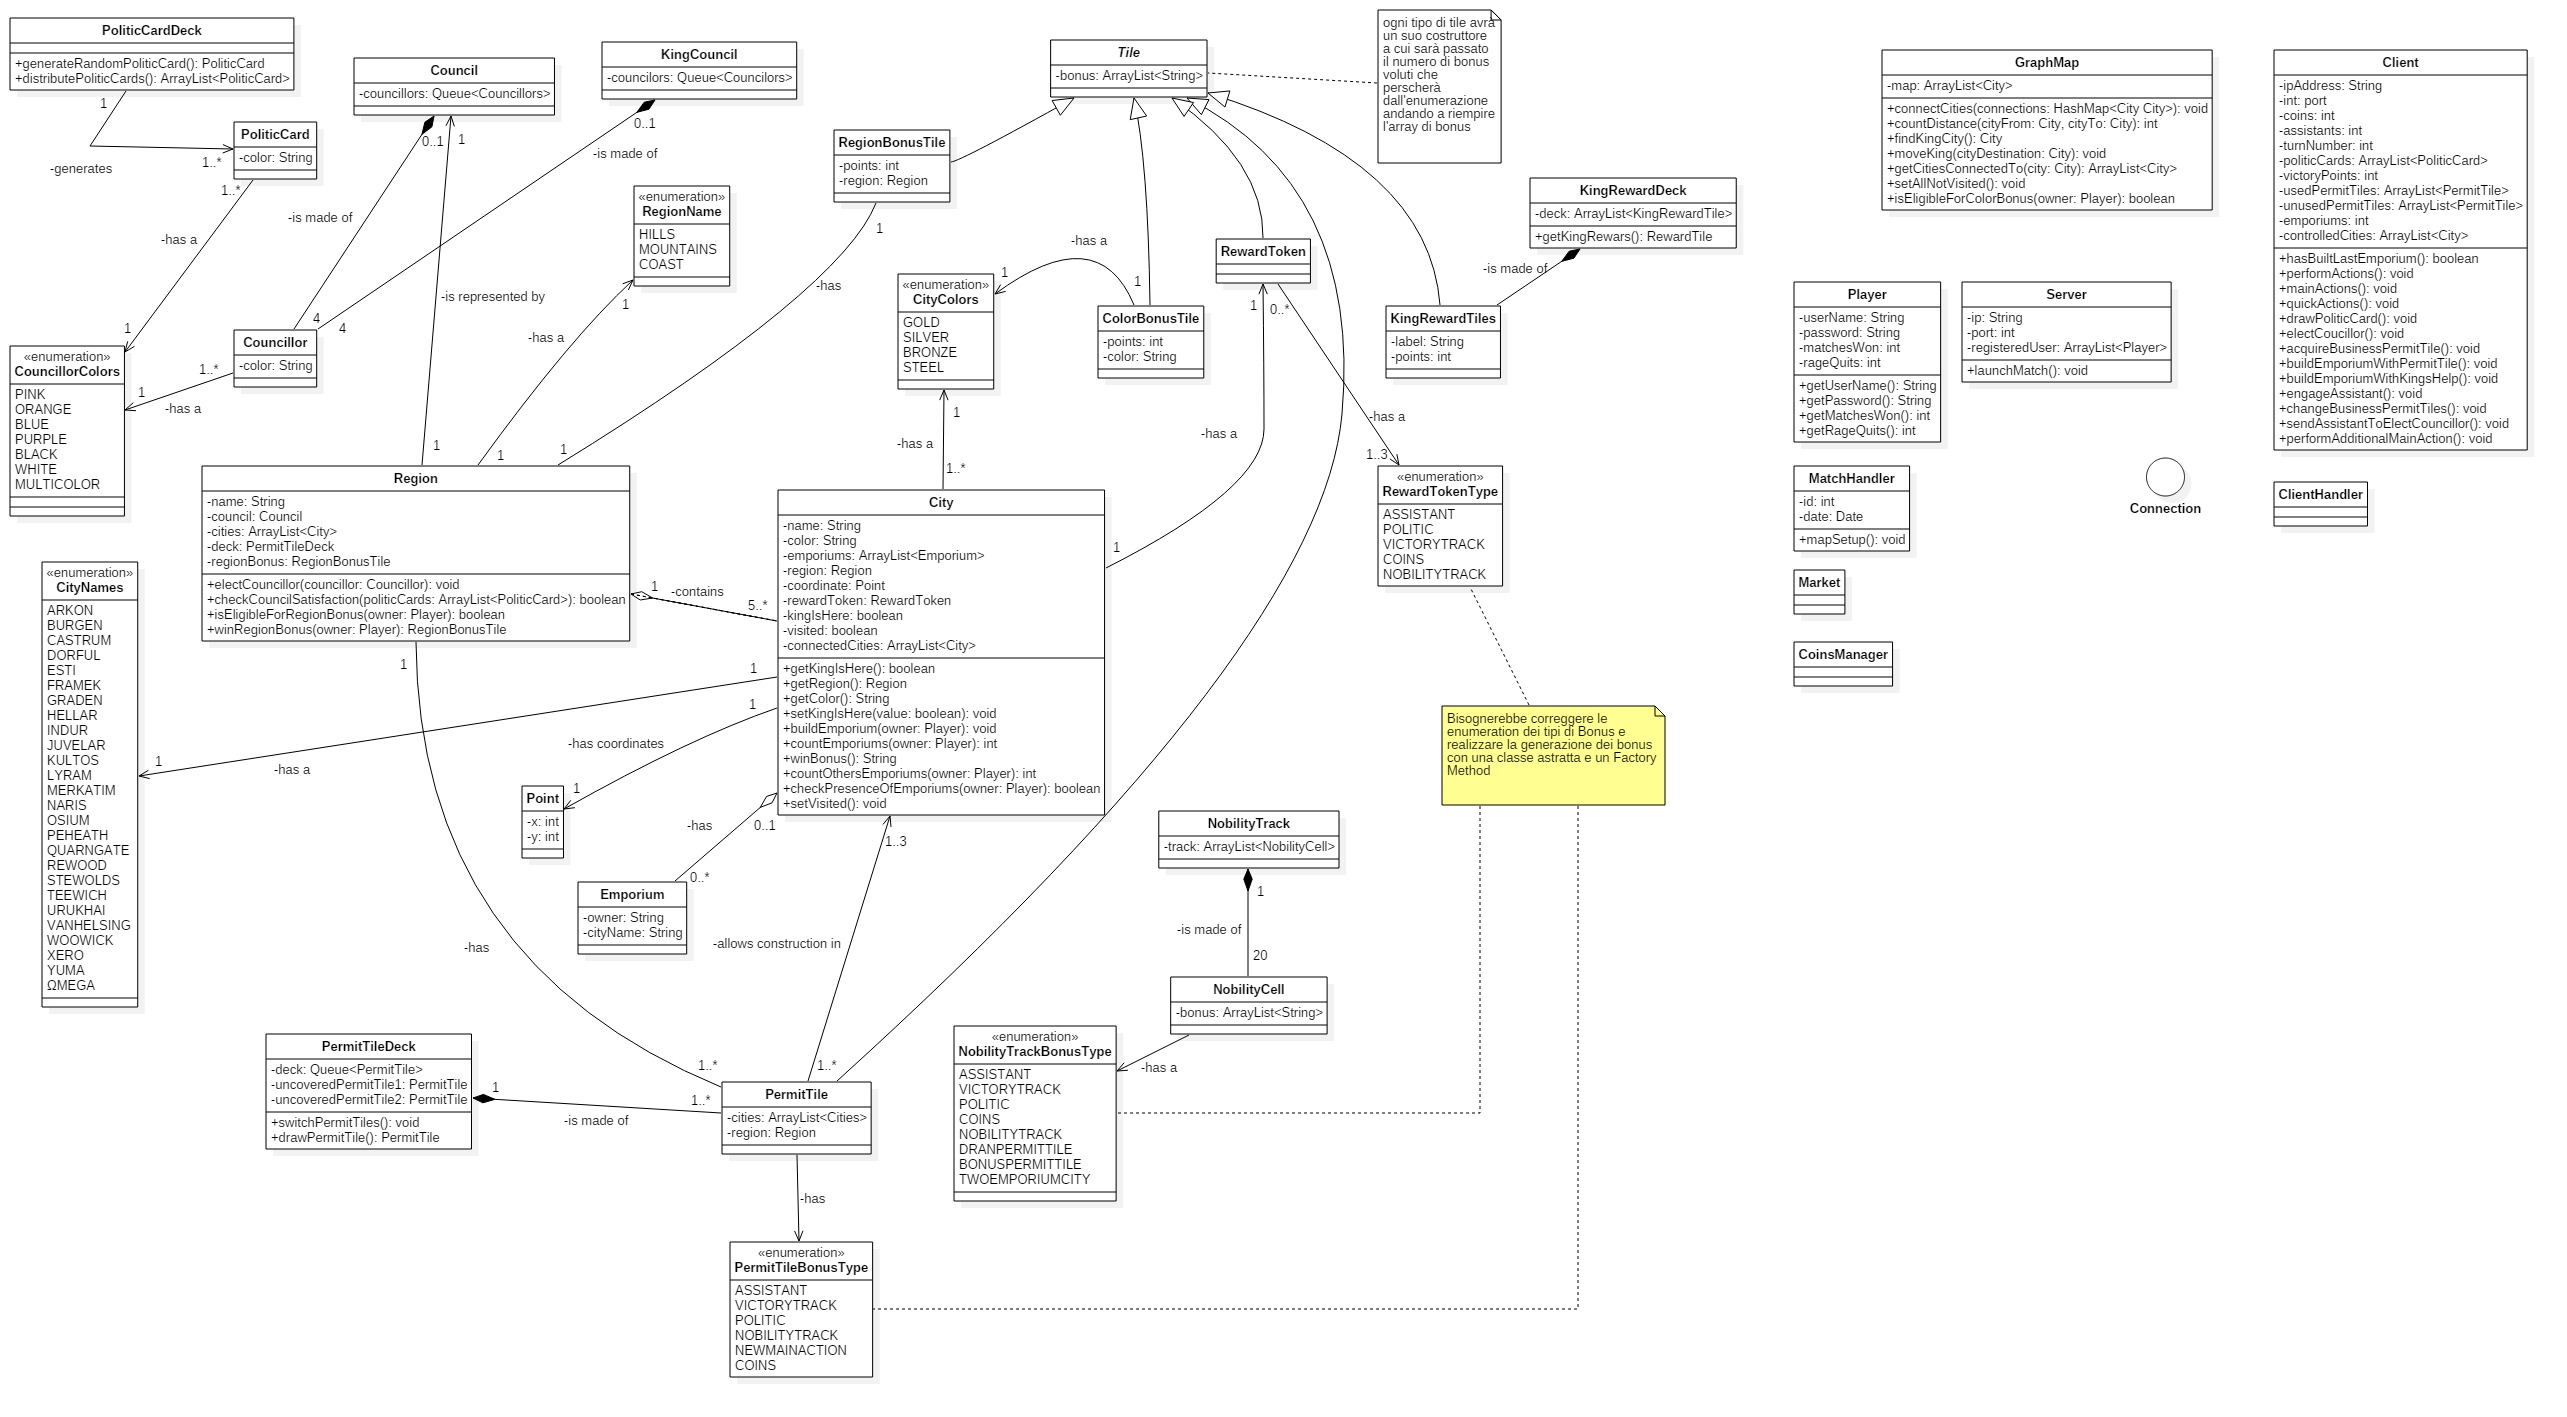 PoliticCardDeck
+generateRandomPoliticCard(): PoliticCard
+distributePoliticCards(): ArrayList<PoliticCard>
1
-generates
1..*
PoliticCard
-color: String
1..*
-has a
1
«enumeration»
CouncillorColors
PINK
ORANGE
BLUE
PURPLE
BLACK
WHITE
MULTICOLOR
Council
-councillors: Queue<Councillors>
0..1
1
-is made of
4
KingCouncil
-councilors: Queue<Councilors>
0..1
-is made of
4
Councillor
-color: String
1..*
1
-has a
-is represented by
1
«enumeration»
RegionName
HILLS
MOUNTAINS
COAST
1
-has a
1
RegionBonusTile
-points: int
-region: Region
1
-has
1
Tile
-bonus: ArrayList<String>
ogni tipo di tile avrà
un suo costruttore
a cui sarà passato
il numero di bonus
voluti che
perscherà
dall'enumerazione
andando a riempire
l'array di bonus
«enumeration»
CityColors
GOLD
SILVER
BRONZE
STEEL
1
-has a
1
ColorBonusTile
-points: int
-color: String
RewardToken
1
0..*
KingRewardDeck
-deck: ArrayList<KingRewardTile>
+getKingRewars(): RewardTile
-is made of
KingRewardTiles
-label: String
-points: int
-has a
1..3
«enumeration»
RewardTokenType
ASSISTANT
POLITIC
VICTORYTRACK
COINS
NOBILITYTRACK
1
-has a
1..*
-has a
1
Region
-name: String
-council: Council
-cities: ArrayList<City>
-deck: PermitTileDeck
-regionBonus: RegionBonusTile
+electCouncillor(councillor: Councillor): void
+checkCouncilSatisfaction(politicCards: ArrayList<PoliticCard>): boolean
+isEligibleForRegionBonus(owner: Player): boolean
+winRegionBonus(owner: Player): RegionBonusTile
1
-contains
5..*
City
-name: String
-color: String
-emporiums: ArrayList<Emporium>
-region: Region
-coordinate: Point
-rewardToken: RewardToken
-kingIsHere: boolean
-visited: boolean
-connectedCities: ArrayList<City>
+getKingIsHere(): boolean
+getRegion(): Region
+getColor(): String
+setKingIsHere(value: boolean): void
+buildEmporium(owner: Player): void
+countEmporiums(owner: Player): int
+winBonus(): String
+countOthersEmporiums(owner: Player): int
+checkPresenceOfEmporiums(owner: Player): boolean
+setVisited(): void
«enumeration»
CityNames
ARKON
BURGEN
CASTRUM
DORFUL
ESTI
FRAMEK
GRADEN
HELLAR
INDUR
JUVELAR
KULTOS
LYRAM
MERKATIM
NARIS
OSIUM
PEHEATH
QUARNGATE
REWOOD
STEWOLDS
TEEWICH
URUKHAI
VANHELSING
WOOWICK
XERO
YUMA
ΩMEGA
1
-has a
1
1
-has coordinates
1
Point
-x: int
-y: int
0..1
-has
0..*
Emporium
-owner: String
-cityName: String
1..3
-allows construction in
1..*
1
-has
1..*
PermitTileDeck
-deck: Queue<PermitTile>
-uncoveredPermitTile1: PermitTile
-uncoveredPermitTile2: PermitTile
+switchPermitTiles(): void
+drawPermitTile(): PermitTile
1
-is made of
1..*
PermitTile
-cities: ArrayList<Cities>
-region: Region
-has
«enumeration»
PermitTileBonusType
ASSISTANT
VICTORYTRACK
POLITIC
NOBILITYTRACK
NEWMAINACTION
COINS
NobilityTrack
-track: ArrayList<NobilityCell>
1
-is made of
20
NobilityCell
-bonus: ArrayList<String>
-has a
«enumeration»
NobilityTrackBonusType
ASSISTANT
VICTORYTRACK
POLITIC
COINS
NOBILITYTRACK
DRANPERMITTILE
BONUSPERMITTILE
TWOEMPORIUMCITY
Bisognerebbe correggere le
enumeration dei tipi di Bonus e
realizzare la generazione dei bonus
con una classe astratta e un Factory
Method
GraphMap
-map: ArrayList<City>
+connectCities(connections: HashMap<City City>): void
+countDistance(cityFrom: City, cityTo: City): int
+findKingCity(): City
+moveKing(cityDestination: City): void
+getCitiesConnectedTo(city: City): ArrayList<City>
+setAllNotVisited(): void
+isEligibleForColorBonus(owner: Player): boolean
Player
-userName: String
-password: String
-matchesWon: int
-rageQuits: int
+getUserName(): String
+getPassword(): String
+getMatchesWon(): int
+getRageQuits(): int
Server
-ip: String
-port: int
-registeredUser: ArrayList<Player>
+launchMatch(): void
MatchHandler
-id: int
-date: Date
+mapSetup(): void
Market
CoinsManager
Connection
Client
-ipAddress: String
-int: port
-coins: int
-assistants: int
-turnNumber: int
-politicCards: ArrayList<PoliticCard>
-victoryPoints: int
-usedPermitTiles: ArrayList<PermitTile>
-unusedPermitTiles: ArrayList<PermitTile>
-emporiums: int
-controlledCities: ArrayList<City>
+hasBuiltLastEmporium(): boolean
+performActions(): void
+mainActions(): void
+quickActions(): void
+drawPoliticCard(): void
+electCoucillor(): void
+acquireBusinessPermitTile(): void
+buildEmporiumWithPermitTile(): void
+buildEmporiumWithKingsHelp(): void
+engageAssistant(): void
+changeBusinessPermitTiles(): void
+sendAssistantToElectCouncillor(): void
+performAdditionalMainAction(): void
ClientHandler